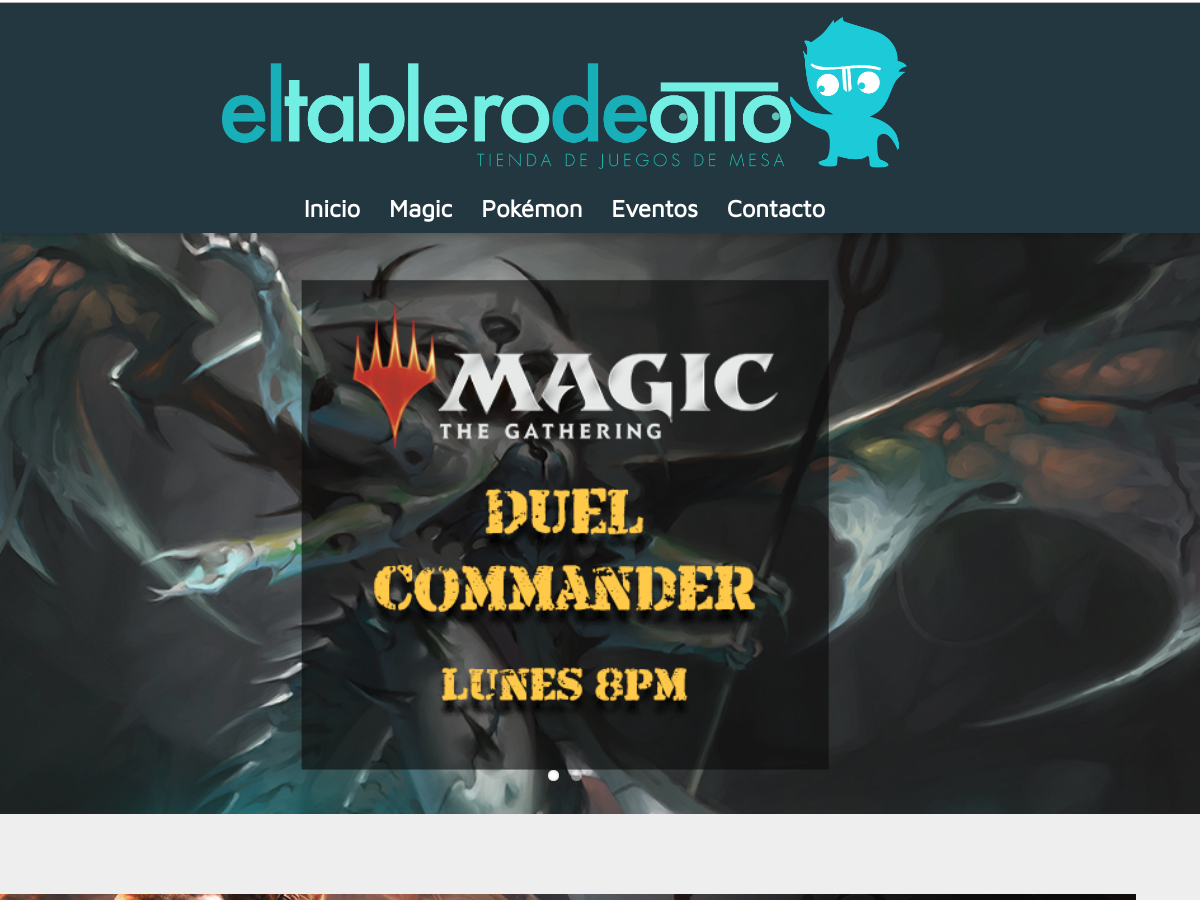 eltablerodeotto
TIENDA DE JUEGOS DE MESA
Inicio Magic Pokémon Eventos Contacto
MAGIC
THE GATHERING
DUEL
COMMANDER
LUNES 8PM